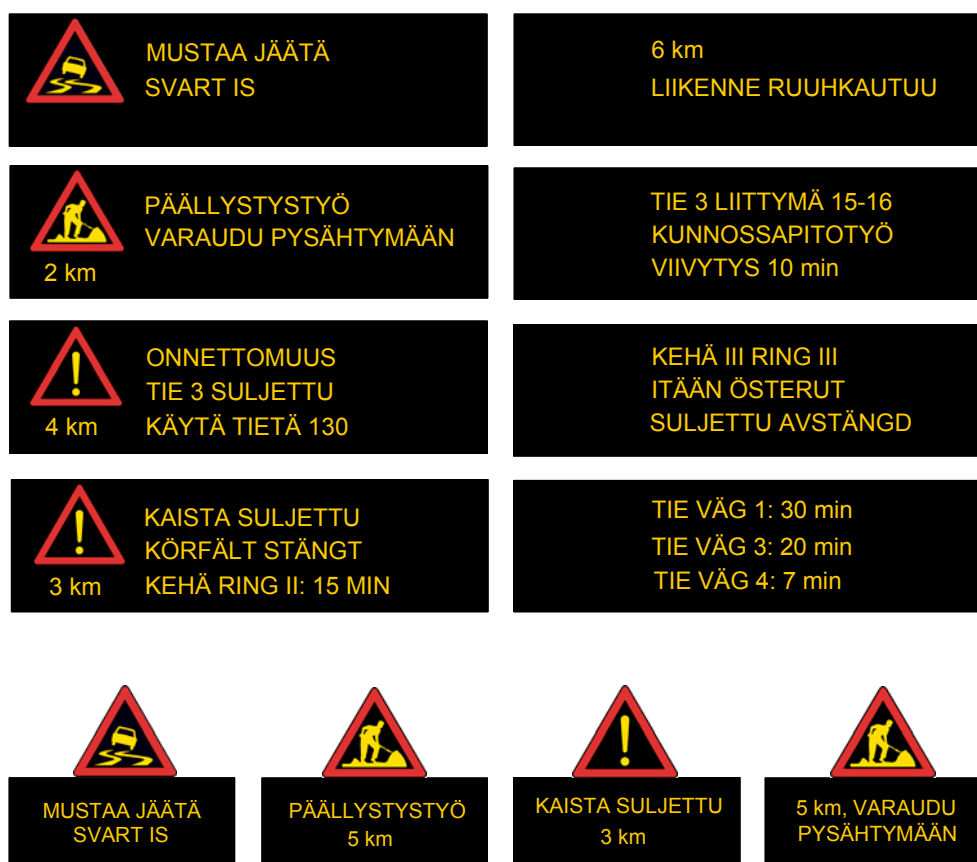 MUSTAA JÄÄTÄ
SVART IS
6 km
LIIKENNE RUUHKAUTUU
PÄÄLLYSTYSTYÖ
VARAUDU PYSÄHTYMÄÄN
2 km
TIE 3 LIITTYMÄ 15-16
KUNNOSSAPITOTYÖ
VIIVYTYS 10 min
ONNETTOMUUS
TIE 3 SULJETTU
4 km KÄYTÄ TIETÄ 130
KEHÄ III RING III
ITÄÄN ÖSTERUT
SULJETTU AVSTÄNGD
KAISTA SULJETTU
KÖRFÄLT STÄNGT
3 km KEHÄ RING II: 15 MIN
TIE VÄG 1: 30 min
TIE VÄG 3: 20 min
TIE VÄG 4: 7 min
MUSTAA JÄÄTÄ
SVART IS
PÄÄLLYSTYSTYÖ
5 km
KAISTA SULJETTU
3 km
5 km, VARAUDU
PYSÄHTYMÄÄN